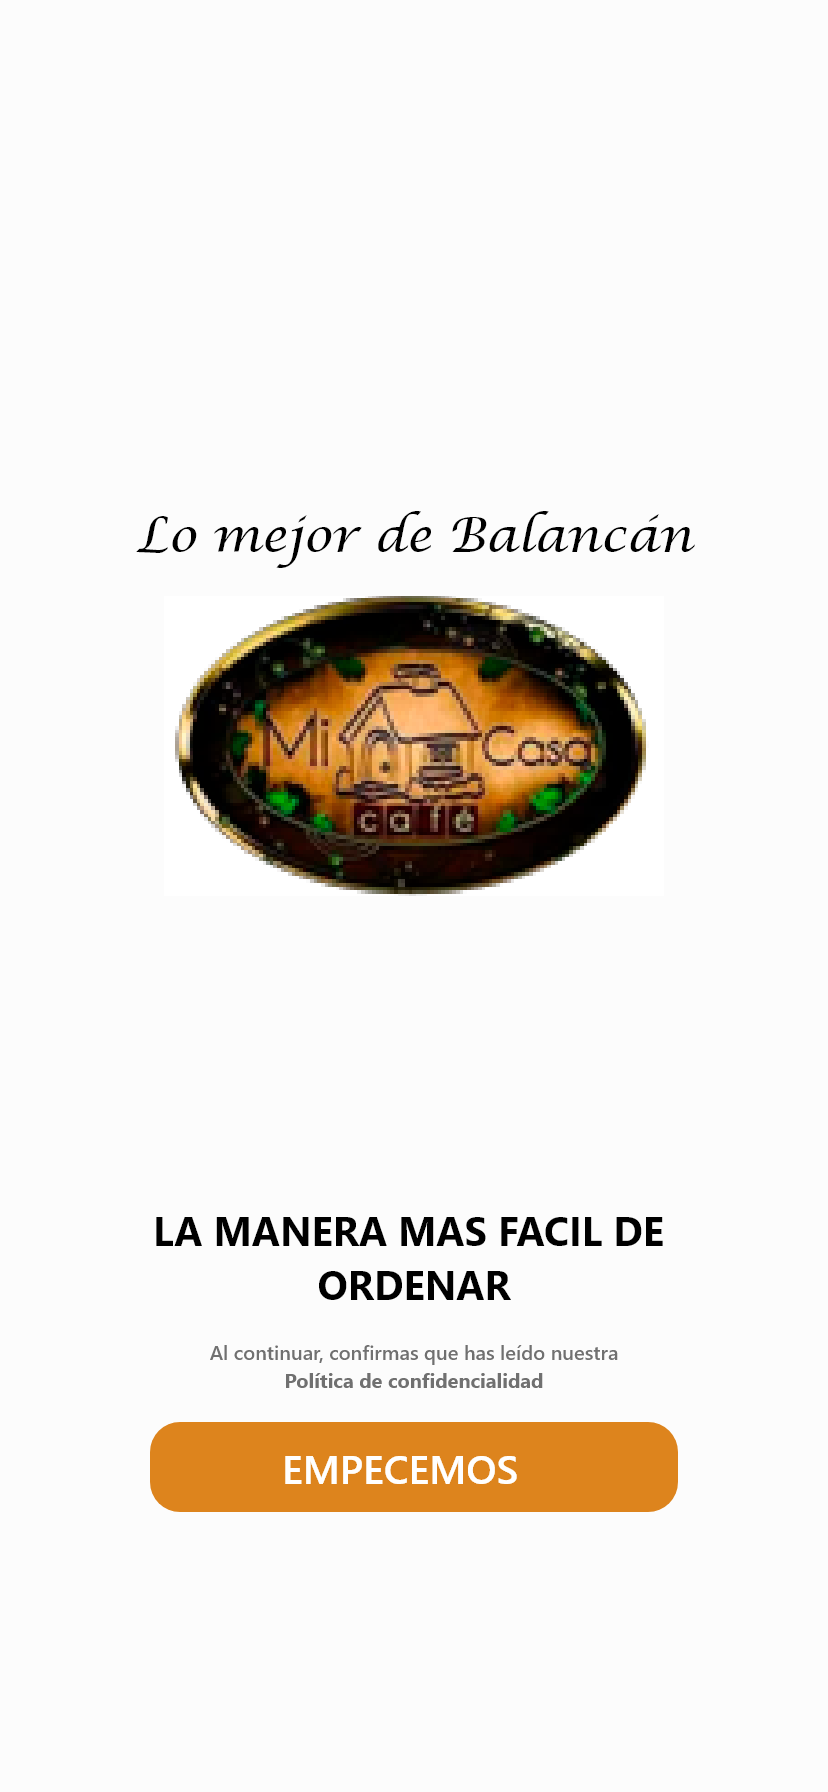 Lo mejor de Balancán
Mi Casa
café
LA MANERA MAS FACIL DE
ORDENAR
Al continuar, confirmas que has leído nuestra
Política de confidencialidad
EMPECEMOS